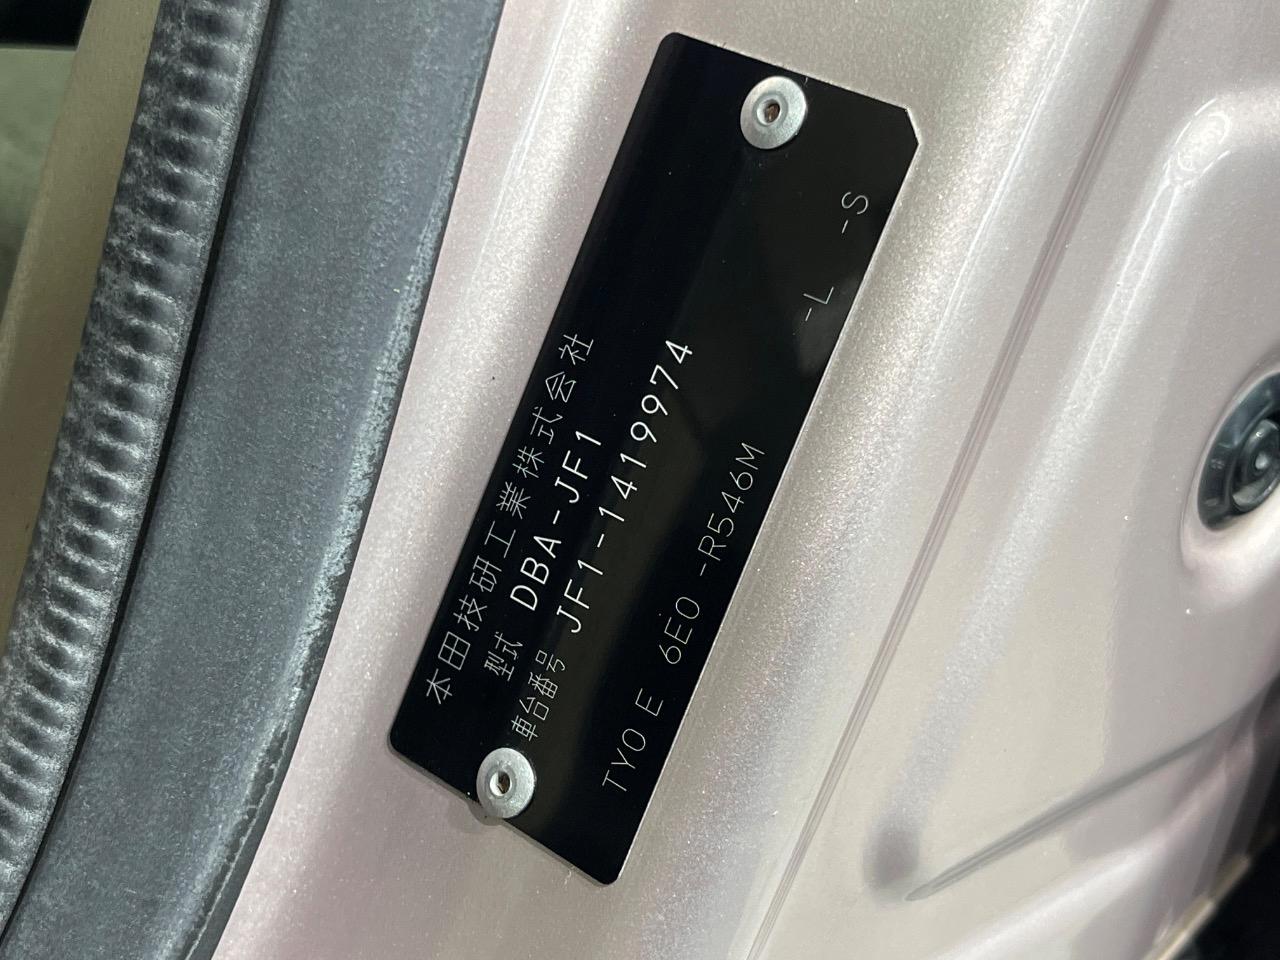 本田技研工業株式会社
型式 DBA-JF1
車台番号 JF1-1419974
TY0 E 6E0 -R546M -L -S